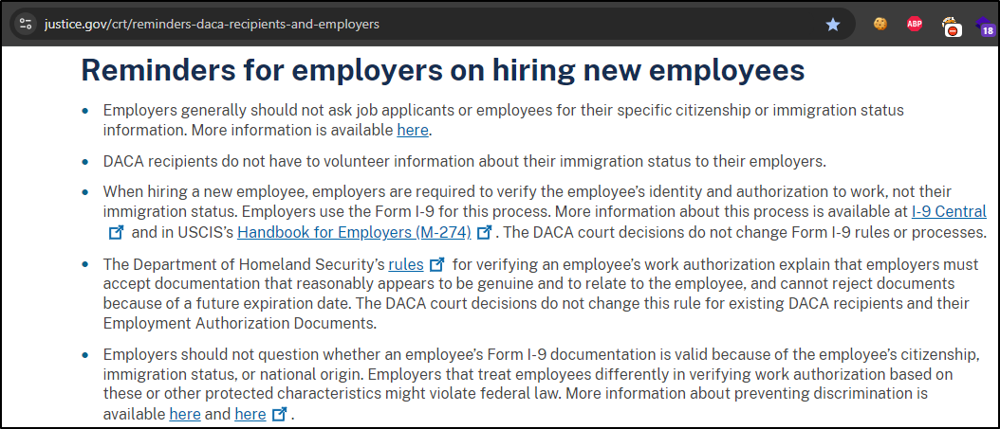 justice.gov/crt/reminders-daca-recipients-and-employers
ABP
18
Reminders for employers on hiring new employees
• Employers generally should not ask job applicants or employees for their specific citizenship or immigration status
information. More information is available here.
• DACA recipients do not have to volunteer information about their immigration status to their employers.
• When hiring a new employee, employers are required to verify the employee’s identity and authorization to work, not their
immigration status. Employers use the Form I-9 for this process. More information about this process is available at I-9 Central
and in USCIS’s Handbook for Employers (M-274) . The DACA court decisions do not change Form I-9 rules or processes.
• The Department of Homeland Security’s rules for verifying an employee’s work authorization explain that employers must
accept documentation that reasonably appears to be genuine and to relate to the employee, and cannot reject documents
because of a future expiration date. The DACA court decisions do not change this rule for existing DACA recipients and their
Employment Authorization Documents.
• Employers should not question whether an employee’s Form I-9 documentation is valid because of the employee’s citizenship,
immigration status, or national origin. Employers that treat employees differently in verifying work authorization based on
these or other protected characteristics might violate federal law. More information about preventing discrimination is
available here and here .